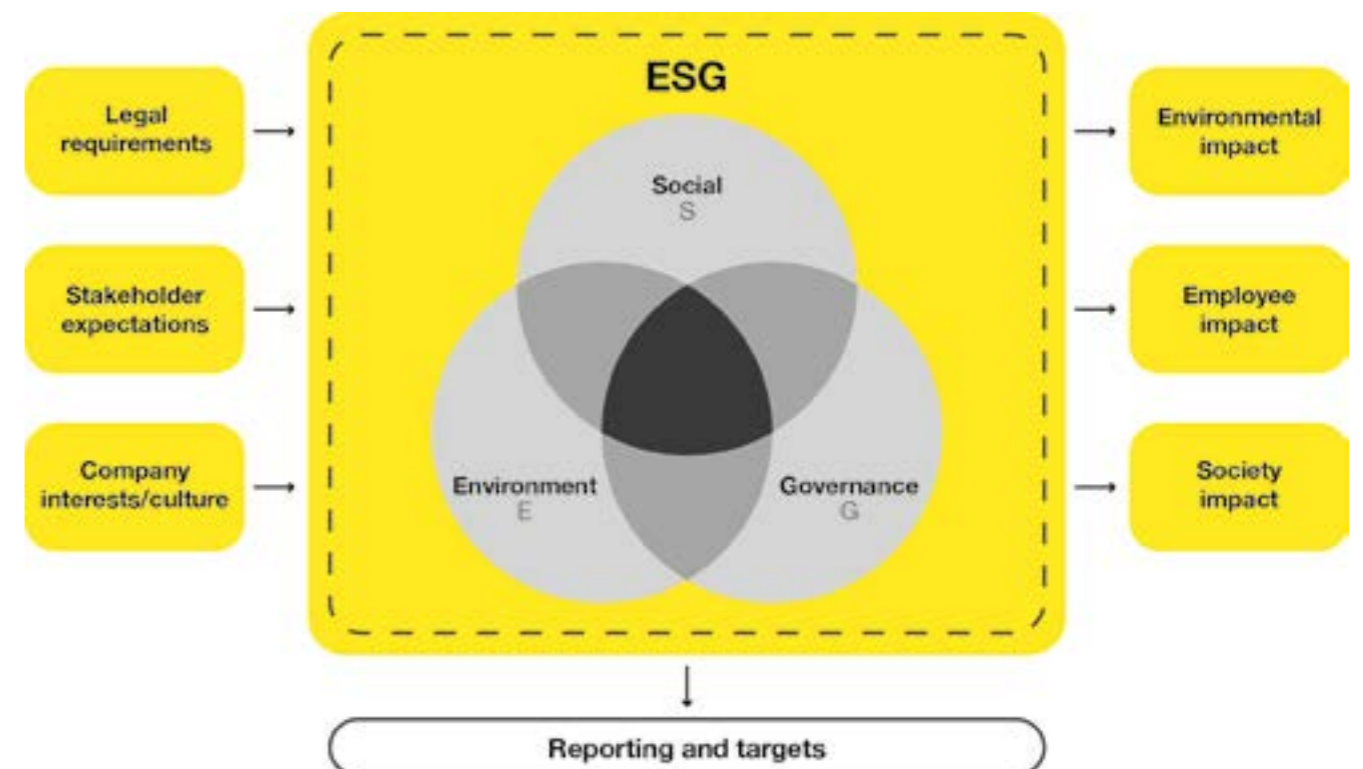 ESG
Legal
requirements
Stakeholder
expectations
Company
interests/culture
Social
S
Environment
E
Governance
G
Environmental
impact
Employee
impact
Society
impact
Reporting and targets